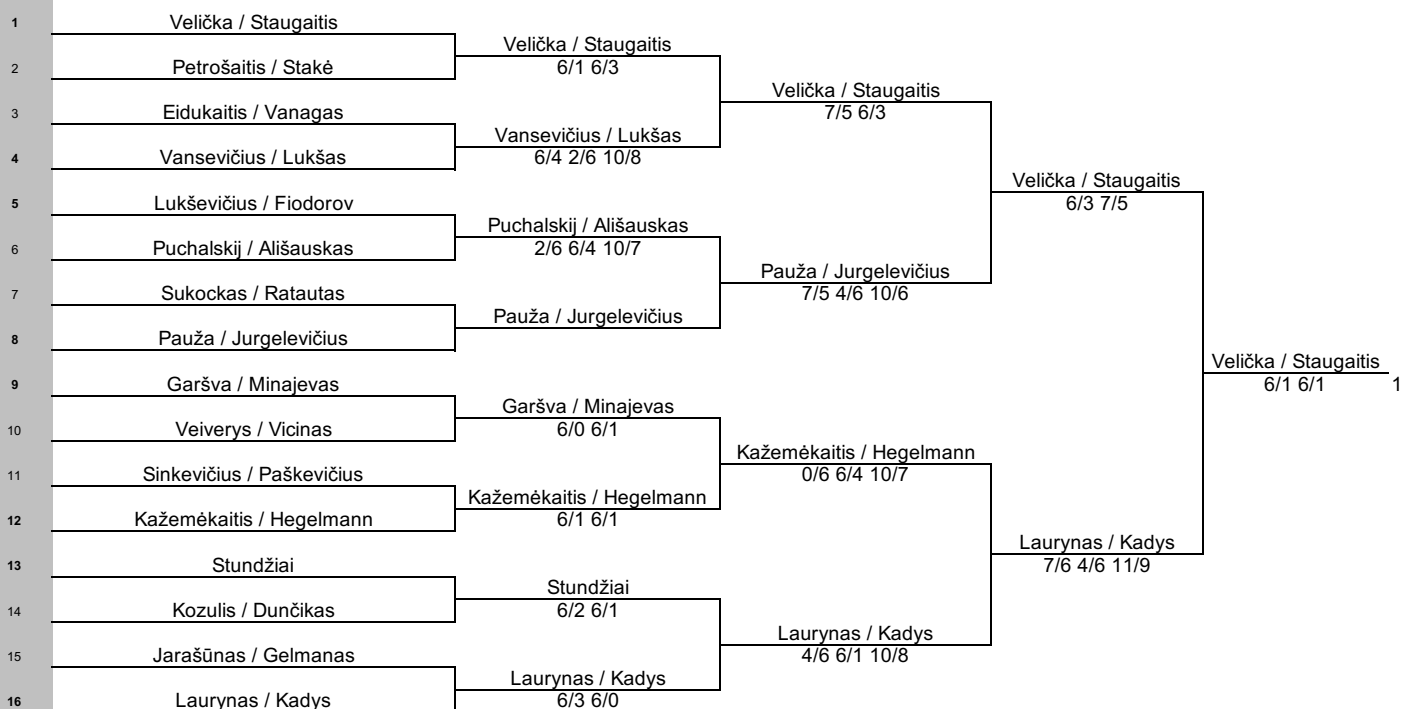 1 Velička / Staugaitis
Velička / Staugaitis
2 Petrošaitis / Stakė
6/1 6/3
Velička / Staugaitis
3 Eidukaitis / Vanagas
7/5 6/3
Vansevičius / Lukšas
4 Vansevičius / Lukšas
6/4 2/6 10/8
Velička / Staugaitis
5 Lukševičius / Fiodorov
6/3 7/5
Puchalskij / Ališauskas
6 Puchalskij / Ališauskas
2/6 6/4 10/7
Pauža / Jurgelevičius
7 Sukockas / Ratautas
7/5 4/6 10/6
Pauža / Jurgelevičius
8 Pauža / Jurgelevičius
Velička / Staugaitis
9 Garšva / Minajevas
6/1 6/1 1
Garšva / Minajevas
10 Veiverys / Vicinas
6/0 6/1
Kažemėkaitis / Hegelmann
11 Sinkevičius / Paškevičius
0/6 6/4 10/7
Kažemėkaitis / Hegelmann
12 Kažemėkaitis / Hegelmann
6/1 6/1
Laurynas / Kadys
13 Stundžiai
7/6 4/6 11/9
Stundžiai
14 Kozulis / Dunčikas
6/2 6/1
Laurynas / Kadys
15 Jarašūnas / Gelmanas
4/6 6/1 10/8
Laurynas / Kadys
16 Laurynas / Kadys
6/3 6/0